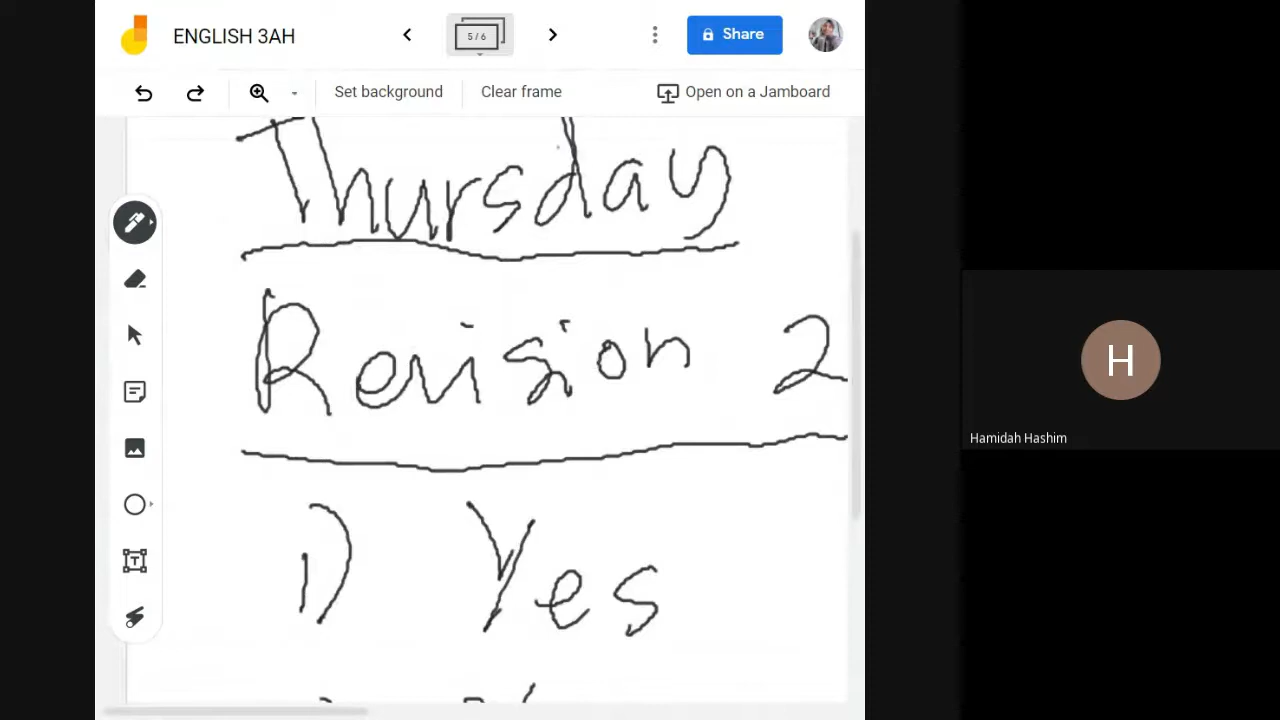 ENGLISH 3AH
5 / 6
Share
Set background
Clear frame
Open on a Jamboard
Thursday
Revision 2
1) Yes
H
Hamidah Hashim